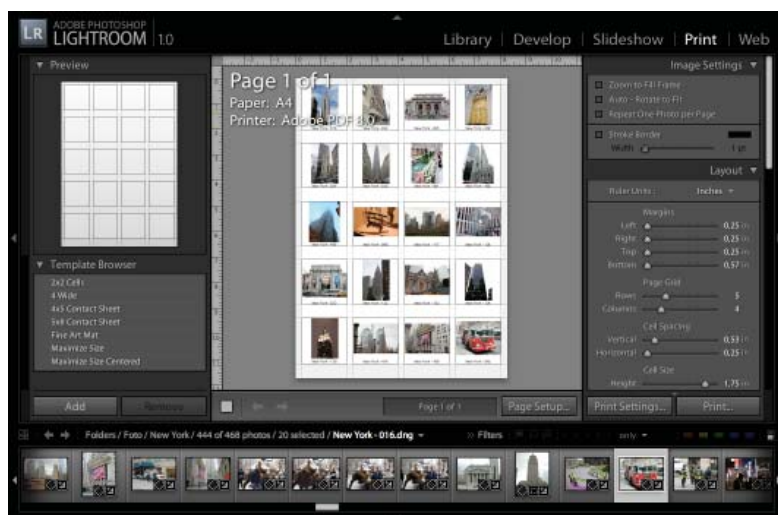 LR ADOBE PHOTOSHOP
LIGHTROOM 1.0
Library | Develop | Slideshow | Print | Web
Preview
Page 1 of 1
Paper: A4
Printer: Adobe PDF 8.0
Template Browser
2x2 Cells
4 Wide
4x5 Contact Sheet
5x8 Contact Sheet
Fine Art Mat
Maximize Size
Maximize Size Centered
Add
Remove
Page 1 of 1
Page Setup...
Image Settings
Zoom to Fill Frame
Auto - Rotate to Fit
Repeat One Photo per Page
Stroke Border
Width 1 pt
Layout
Ruler Units: Inches
Margins
Left 0,25 in
Right 0,25 in
Top 0,25 in
Bottom 0,57 in
Page Grid
Rows 5
Columns 4
Cell Spacing
Vertical 0,53 in
Horizontal 0,25 in
Cell Size
Height 1,75 in
Print Settings...
Print...
Folders / Foto / New York / 444 of 468 photos / 20 selected / New York - 016.dng
Filters
only